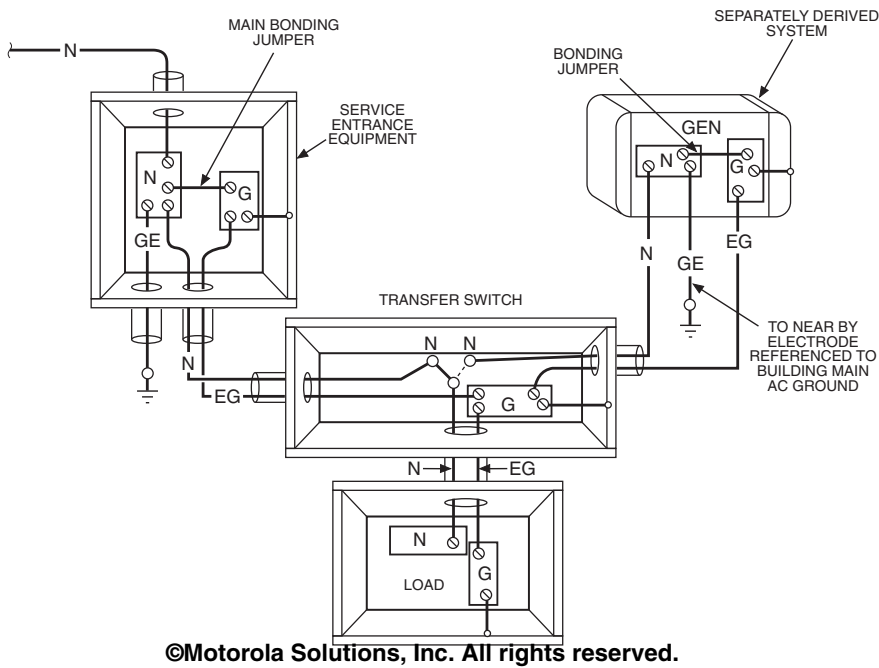 SEPARATELY DERIVED
SYSTEM
MAIN BONDING
JUMPER
N
BONDING
JUMPER
SERVICE
ENTRANCE
EQUIPMENT
GEN
N
G
N
G
GE
N
GE
EG
TRANSFER SWITCH
TO NEAR BY
ELECTRODE
REFERENCED TO
BUILDING MAIN
AC GROUND
N
N N
EG
G
N
EG
N
G
LOAD
©Motorola Solutions, Inc. All rights reserved.